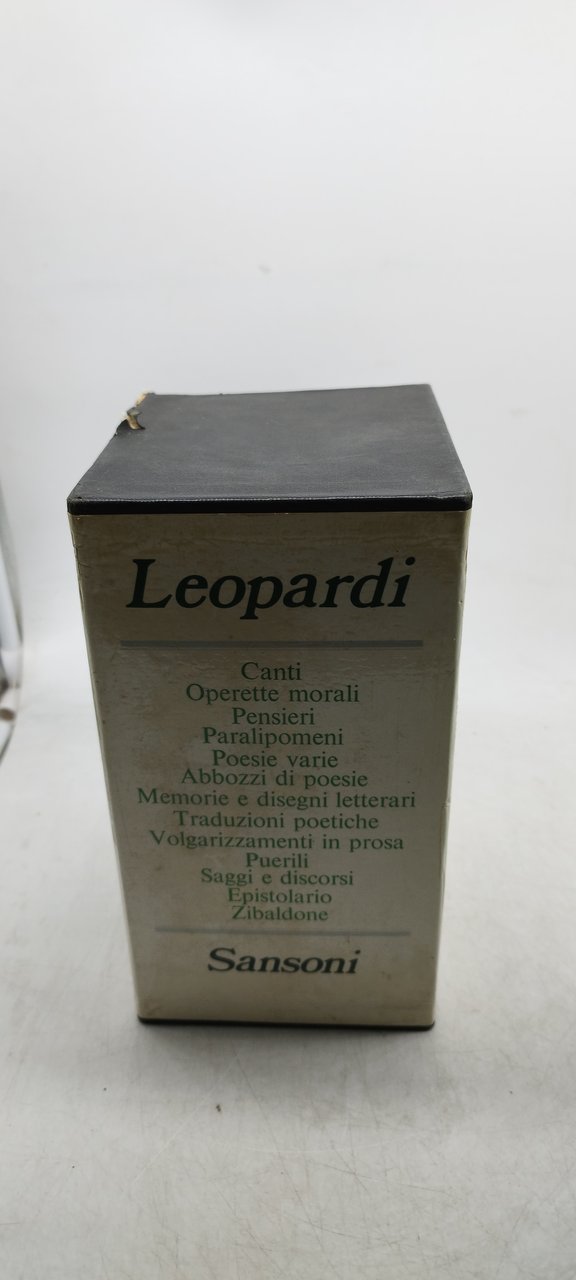 Leopardi
Canti
Operette morali
Pensieri
Paralipomeni
Poesie varie
Abbozzi di poesie
Memorie e disegni letterari
Traduzioni poetiche
Volgarizzamenti in prosa
Puerili
Saggi e discorsi
Epistolario
Zibaldone
Sansoni